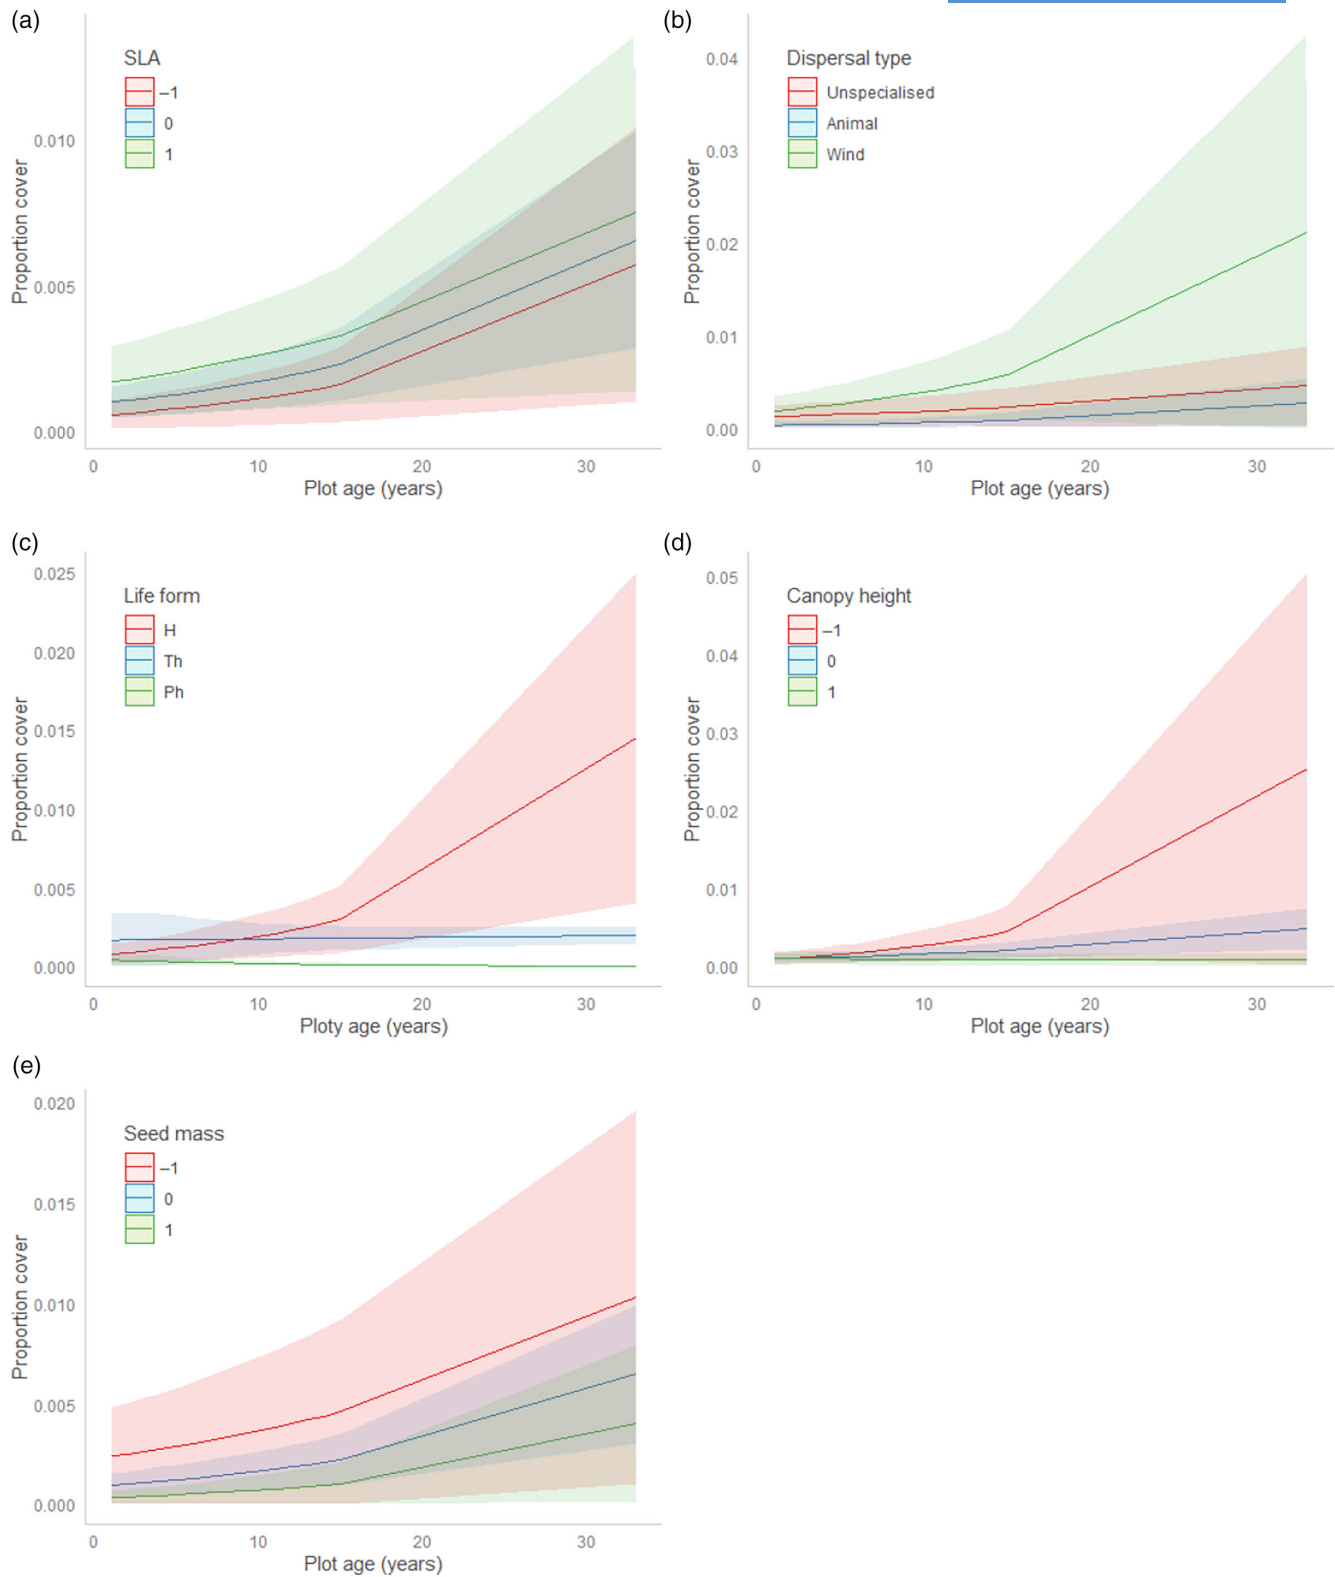 (a)
SLA
–1
0
1
0.010
0.005
0.000
Proportion cover
0 10 20 30
Plot age (years)
(b)
Dispersal type
Unspecialised
Animal
Wind
0.04
0.03
0.02
0.01
0.00
Proportion cover
0 10 20 30
Plot age (years)
(c)
Life form
H
Th
Ph
0.025
0.020
0.015
0.010
0.005
0.000
Proportion cover
0 10 20 30
Ploty age (years)
(d)
Canopy height
–1
0
1
0.05
0.04
0.03
0.02
0.01
0.00
Proportion cover
0 10 20 30
Plot age (years)
(e)
Seed mass
–1
0
1
0.020
0.015
0.010
0.005
0.000
Proportion cover
0 10 20 30
Plot age (years)